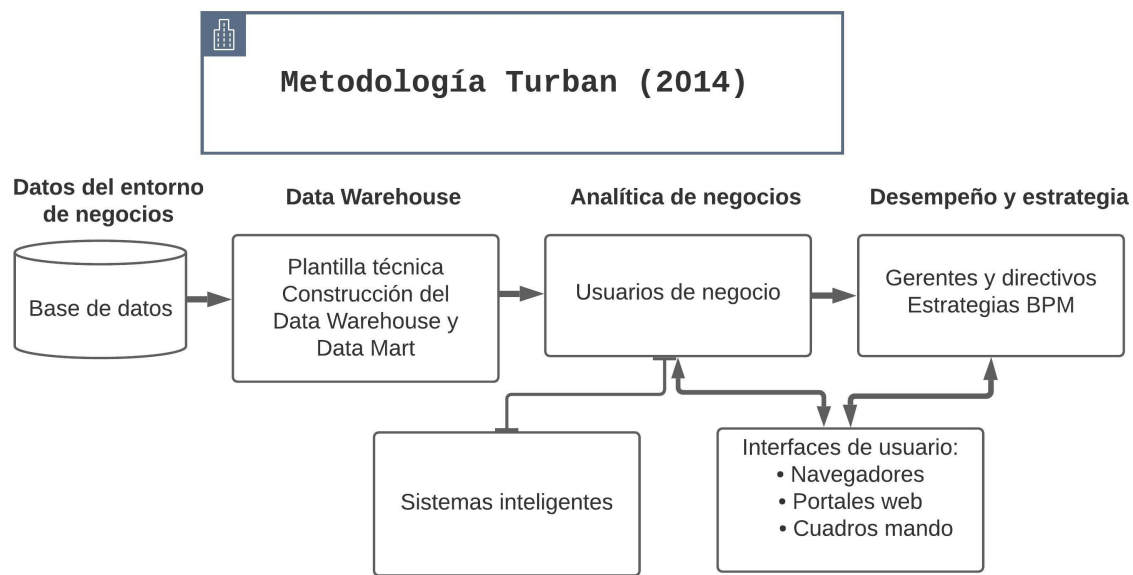 Metodología Turban (2014)
Datos del entorno
de negocios
Data Warehouse
Analítica de negocios
Desempeño y estrategia
Base de datos
Plantilla técnica
Construcción del
Data Warehouse y
Data Mart
Usuarios de negocio
Gerentes y directivos
Estrategias BPM
Sistemas inteligentes
Interfaces de usuario:
• Navegadores
• Portales web
• Cuadros mando